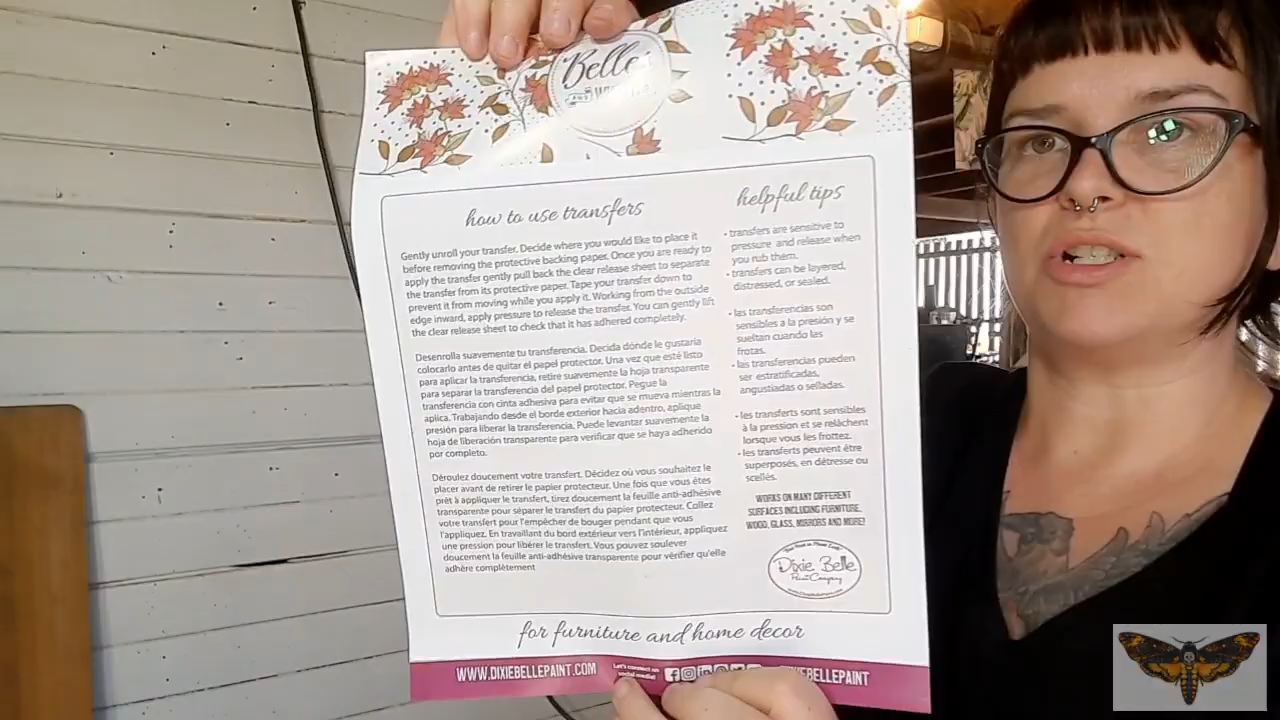 Belle
AND
how to use transfers
Gently unroll your transfer. Decide where you would like to place it
before removing the protective backing paper. Once you are ready to
apply the transfer gently pull back the clear release sheet to separate
the transfer from its protective paper. Tape your transfer down to
prevent it from moving while you apply it. Working from the outside
edge inward, apply pressure to release the transfer. You can gently lift
the clear release sheet to check that it has adhered completely.
Desenrolla suavemente tu transferencia. Decida dónde le gustaría
colocarlo antes de quitar el papel protector. Una vez que esté listo
para aplicar la transferencia, retire suavemente la hoja transparente
para separar la transferencia del papel protector. Pegue la
transferencia con cinta adhesiva para evitar que se mueva mientras la
aplica. Trabajando desde el borde exterior hacia adentro, aplique
presión para liberar la transferencia. Puede levantar suavemente la
hoja de liberación transparente para verificar que se haya adherido
por completo.
Déroulez doucement votre transfert. Décidez où vous souhaitez le
placer avant de retirer le papier protecteur. Une fois que vous êtes
prêt à appliquer le transfert, tirez doucement la feuille anti-adhésive
transparente pour séparer le transfert du papier protecteur. Collez
votre transfert pour l'empêcher de bouger pendant que vous
l'appliquez. En travaillant du bord extérieur vers l'intérieur, appliquez
une pression pour libérer le transfert. Vous pouvez soulever
doucement la feuille anti-adhésive transparente pour vérifier qu'elle
adhère complètement
helpful tips
• transfers are sensitive to
pressure and release when
you rub them.
• transfers can be layered,
distressed, or sealed.
• las transferencias son
sensibles a la presión y se
sueltan cuando las
frotas.
• las transferencias pueden
ser estratificadas,
angustiadas o selladas.
• les transferts sont sensibles
à la pression et se relâchent
lorsque vous les frottez.
• les transferts peuvent être
superposés, en détresse ou
scellés.
WORKS ON MANY DIFFERENT
SURFACES INCLUDING FURNITURE,
WOOD, GLASS, MIRRORS AND MORE!
Dixie Belle
Paint Company
for furniture and home decor
WWW.DIXIEBELLEPAINT.COM
Let's connect on
social media!
DIXIEBELLEPAINT